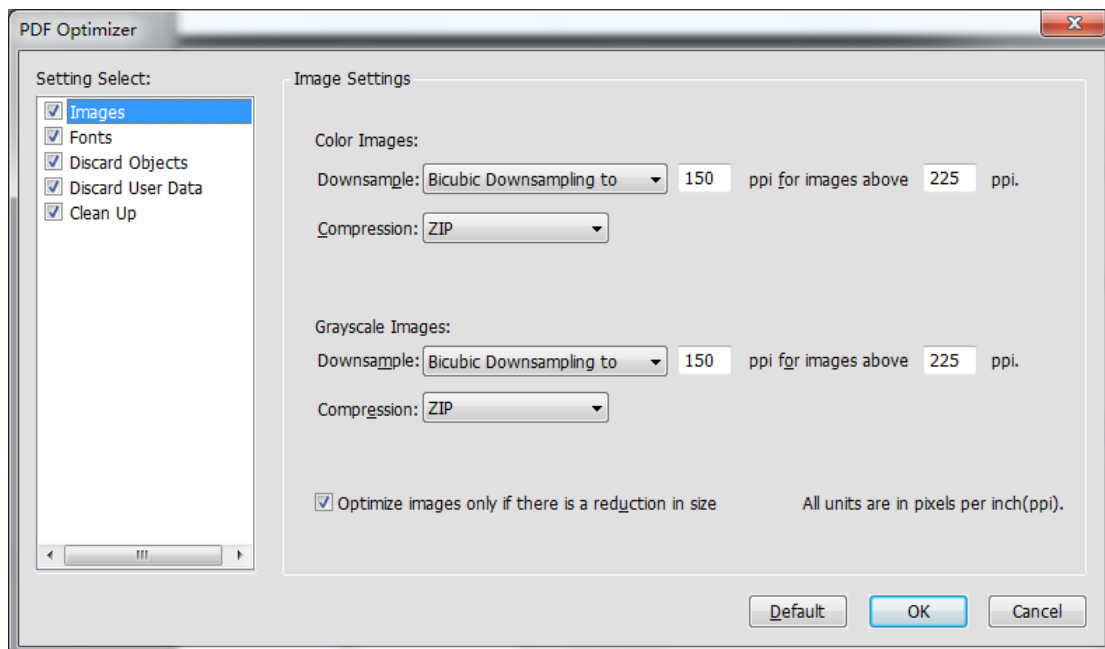 PDF Optimizer
Setting Select:
Images
Fonts
Discard Objects
Discard User Data
Clean Up
Image Settings
Color Images:
Downsample: Bicubic Downsampling to 150 ppi for images above 225 ppi.
Compression: ZIP
Grayscale Images:
Downsample: Bicubic Downsampling to 150 ppi for images above 225 ppi.
Compression: ZIP
Optimize images only if there is a reduction in size All units are in pixels per inch(ppi).
Default OK Cancel